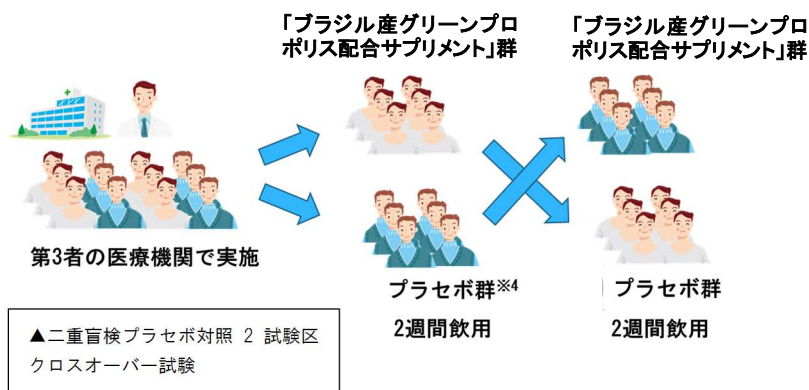 「ブラジル産グリーンプロ
ポリス配合サプリメント」群
「ブラジル産グリーンプロ
ポリス配合サプリメント」群
第3者の医療機関で実施
プラセボ群※4
2週間飲用
プラセボ群
2週間飲用
▲二重盲検プラセボ対照 2 試験区
クロスオーバー試験